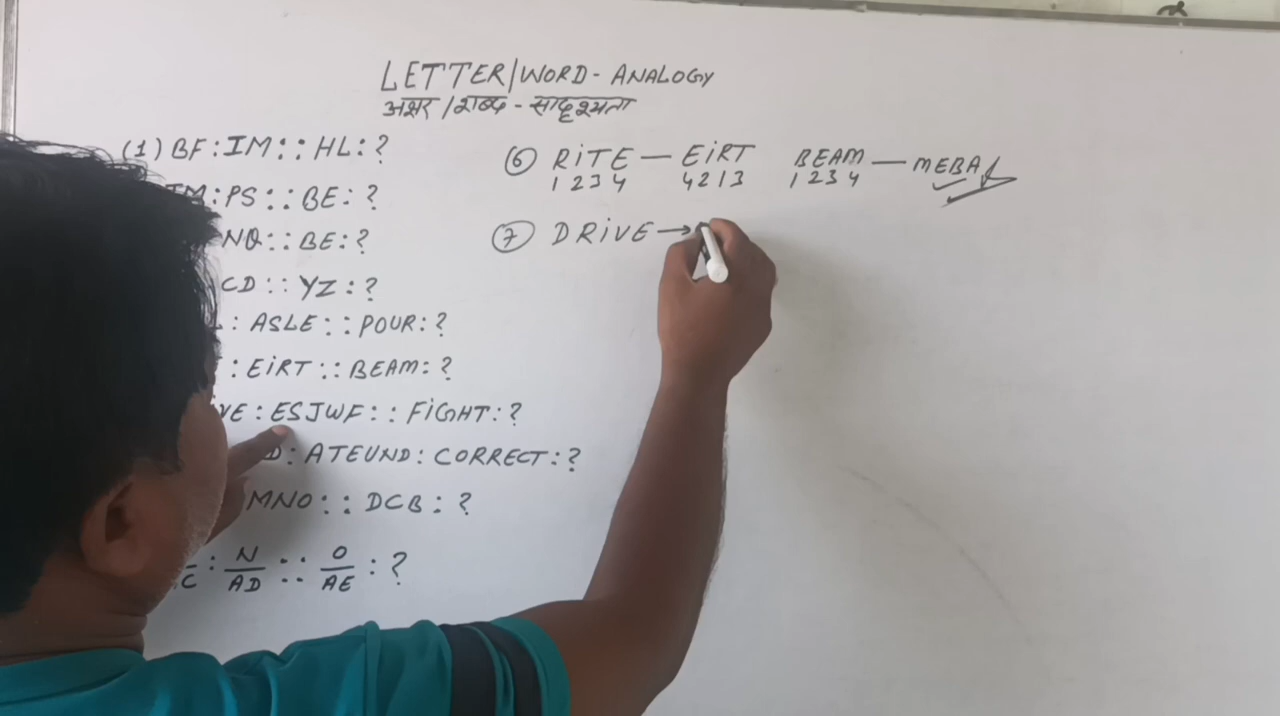 LETTER/WORD-ANALOGY
अक्षर/शब्द-सादृश्यता
(1) BF:IM::HL:?
:PS::BE:?
NQ::BE:?
CD::YZ:?
:ASLE::POUR:?
:EiRT::BEAM:?
VE:ESJWF::FiGHT:?
D:ATEUND:CORRECT:?
MNO::DCB:?
C : N/AD :: O/AE :?
6 RiTE — EiRT BEAM — MEBA
1 2 3 4 4 2 1 3 1 2 3 4
7 DRiVE →